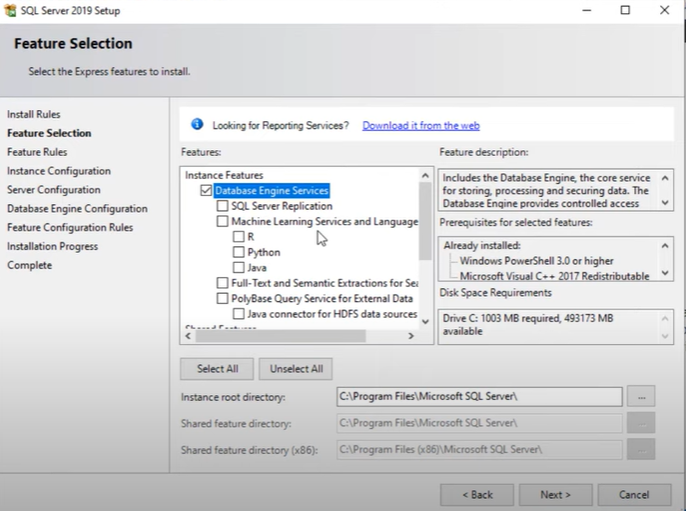 SQL Server 2019 Setup
Feature Selection
Select the Express features to install.
Install Rules
Feature Selection
Feature Rules
Instance Configuration
Server Configuration
Database Engine Configuration
Feature Configuration Rules
Installation Progress
Complete
Looking for Reporting Services? Download it from the web
Features:
Instance Features
Database Engine Services
SQL Server Replication
Machine Learning Services and Language
R
Python
Java
Full-Text and Semantic Extractions for Sea
PolyBase Query Service for External Data
Java connector for HDFS data sources
Shared Features
Feature description:
Includes the Database Engine, the core service
for storing, processing and securing data. The
Database Engine provides controlled access
Prerequisites for selected features:
Already installed:
Windows PowerShell 3.0 or higher
Microsoft Visual C++ 2017 Redistributable
Disk Space Requirements
Drive C: 1003 MB required, 493173 MB
available
Select All
Unselect All
Instance root directory: C:\Program Files\Microsoft SQL Server\ ...
Shared feature directory: C:\Program Files\Microsoft SQL Server\ ...
Shared feature directory (x86): C:\Program Files (x86)\Microsoft SQL Server\ ...
< Back
Next >
Cancel